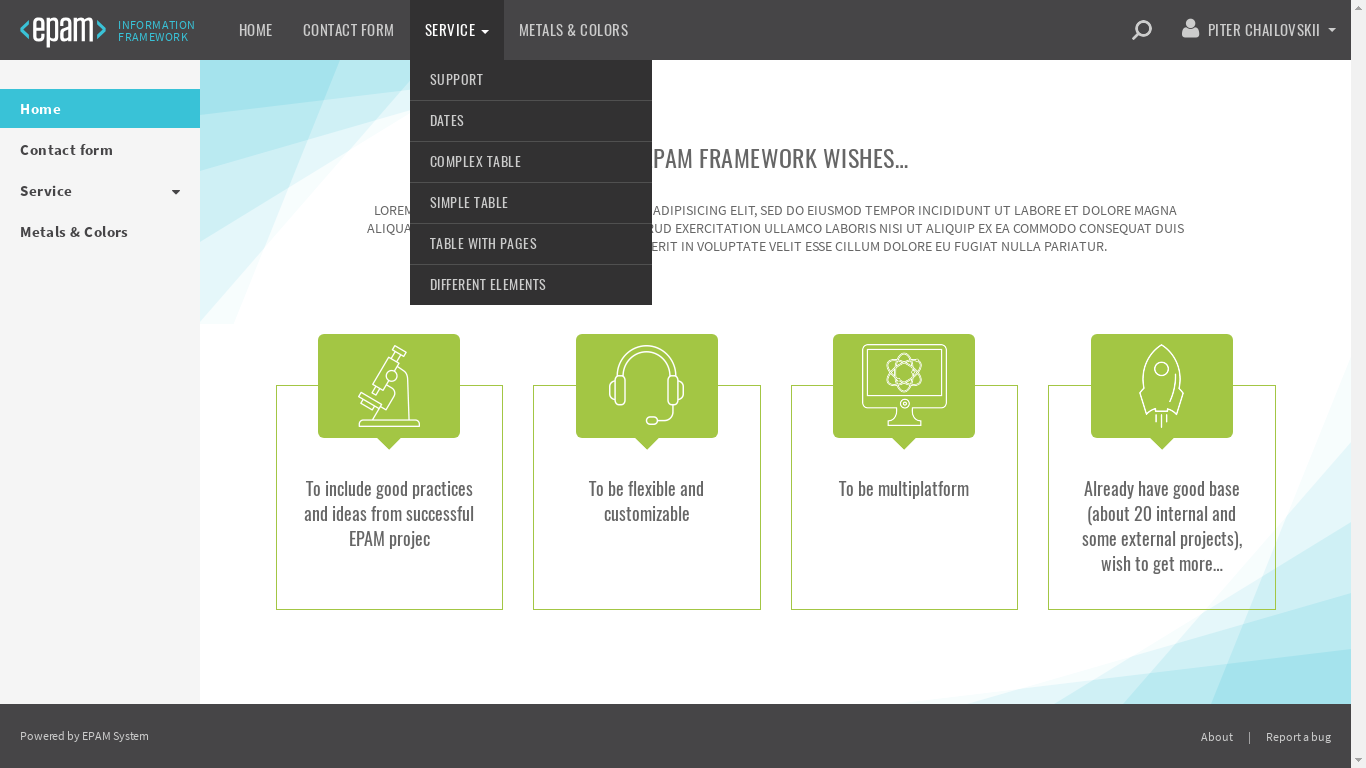 epam INFORMATION FRAMEWORK
HOME CONTACT FORM SERVICE METALS & COLORS PITER CHAILOVSKII
Home
Contact form
Service
Metals & Colors
SUPPORT
DATES
COMPLEX TABLE
SIMPLE TABLE
TABLE WITH PAGES
DIFFERENT ELEMENTS
PAM FRAMEWORK WISHES…
LOREM ADIPISICING ELIT, SED DO EIUSMOD TEMPOR INCIDIDUNT UT LABORE ET DOLORE MAGNA
ALIQUA RUD EXERCITATION ULLAMCO LABORIS NISI UT ALIQUIP EX EA COMMODO CONSEQUAT DUIS
ERIT IN VOLUPTATE VELIT ESSE CILLUM DOLORE EU FUGIAT NULLA PARIATUR.
To include good practices
and ideas from successful
EPAM projec
To be flexible and
customizable
To be multiplatform
Already have good base
(about 20 internal and
some external projects),
wish to get more…
Powered by EPAM System
About | Report a bug